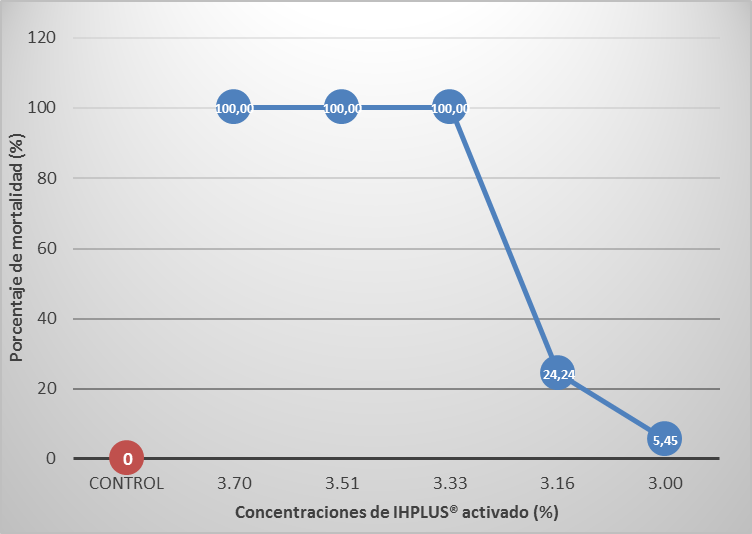 120
100
80
60
40
20
0
Porcentaje de mortalidad (%)
100,00 100,00 100,00
24,24
5,45
0
CONTROL 3.70 3.51 3.33 3.16 3.00
Concentraciones de IHPLUS® activado (%)